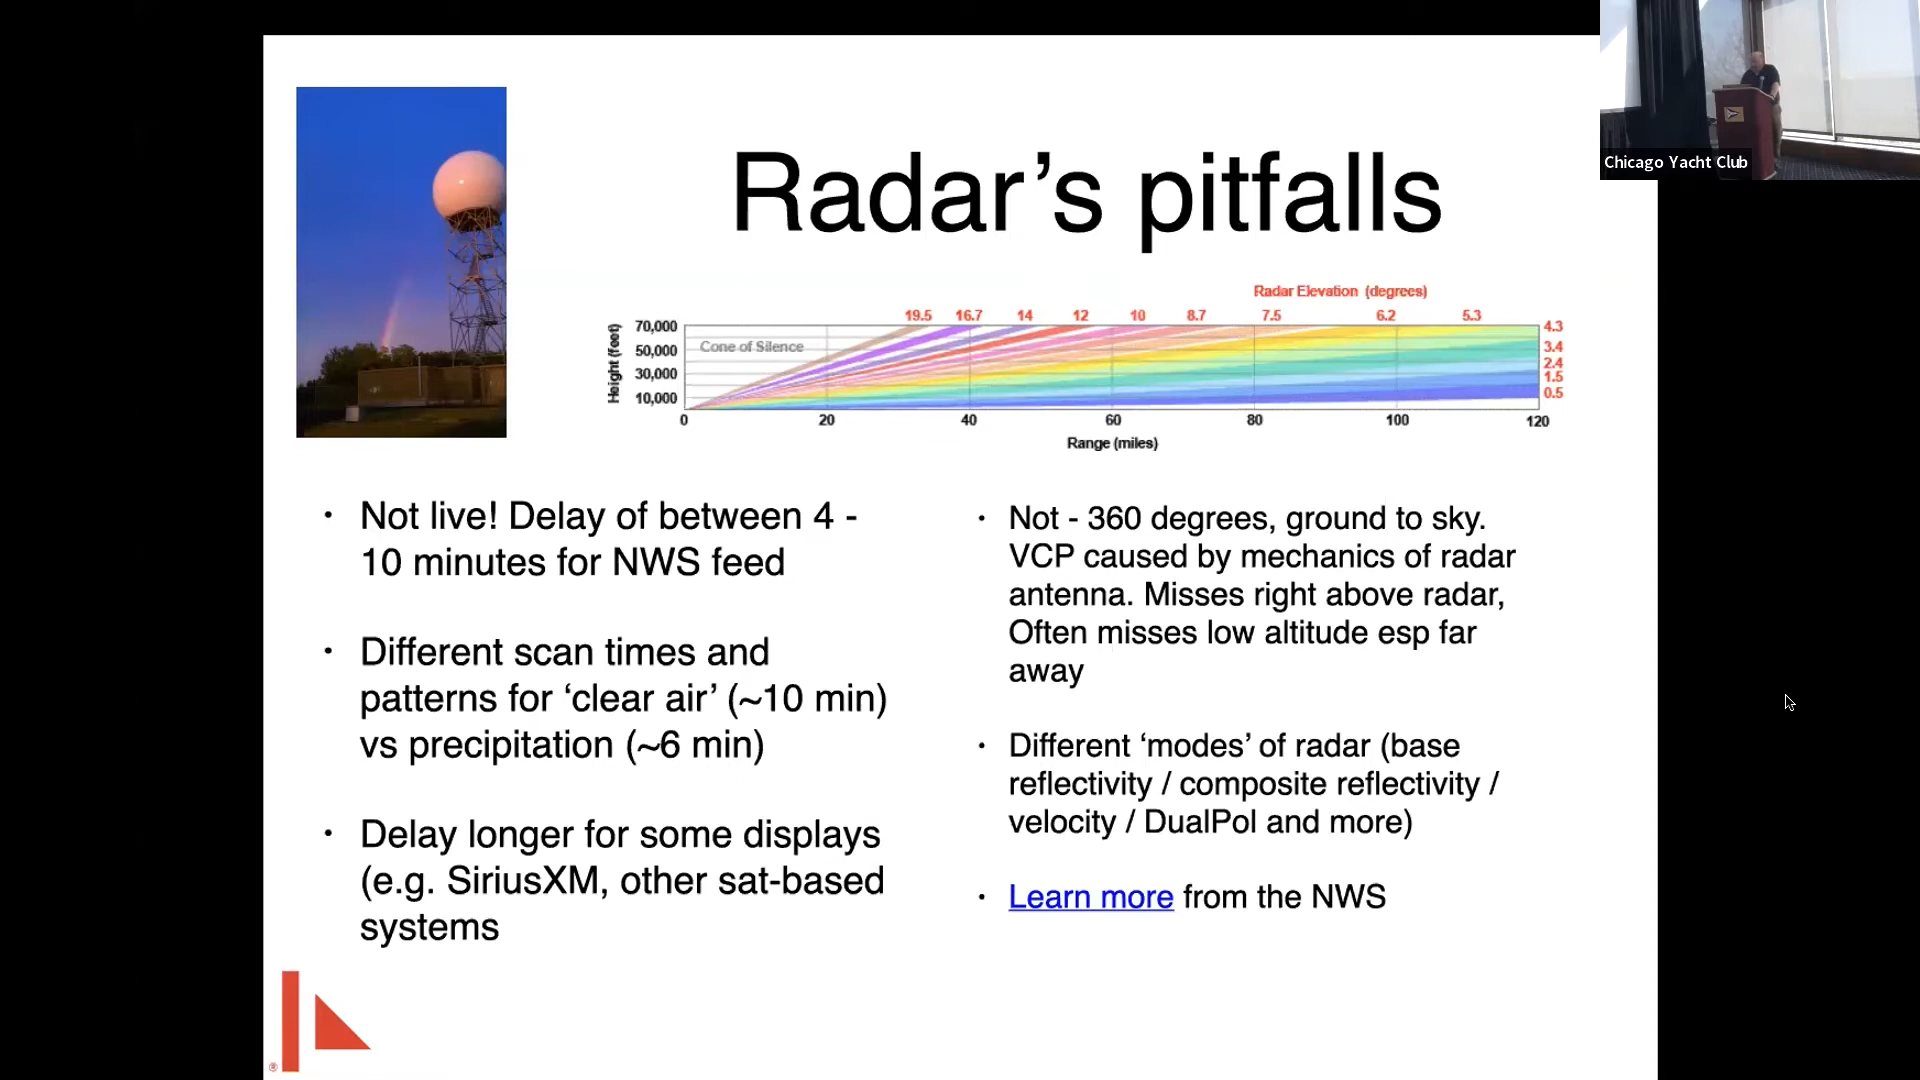 Chicago Yacht Club
Radar’s pitfalls
Radar Elevation (degrees)
19.5 16.7 14 12 10 8.7 7.5 6.2 5.3
4.3
3.4
2.4
1.5
0.5
Height (feet)
70,000
50,000
30,000
10,000
Cone of Silence
0 20 40 60 80 100 120
Range (miles)
• Not live! Delay of between 4 -
10 minutes for NWS feed
• Different scan times and
patterns for ‘clear air’ (~10 min)
vs precipitation (~6 min)
• Delay longer for some displays
(e.g. SiriusXM, other sat-based
systems
• Not - 360 degrees, ground to sky.
VCP caused by mechanics of radar
antenna. Misses right above radar,
Often misses low altitude esp far
away
• Different ‘modes’ of radar (base
reflectivity / composite reflectivity /
velocity / DualPol and more)
• Learn more from the NWS
®